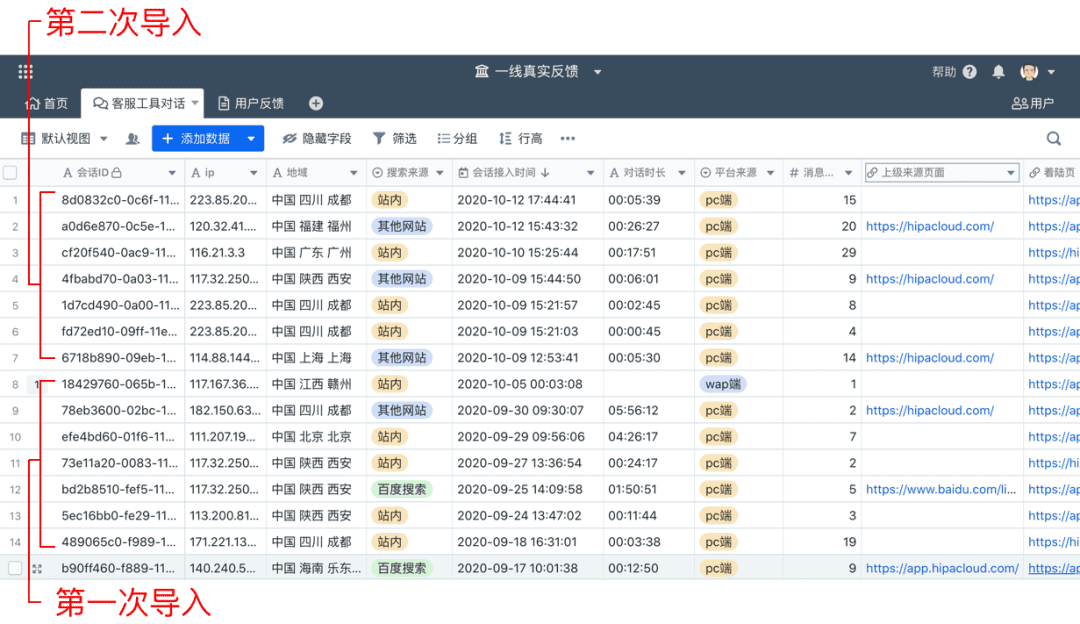 第二次导入
一线真实反馈
帮助
首页 客服工具对话 用户反馈 用户
默认视图 + 添加数据 隐藏字段 筛选 分组 行高 •••
A 会话ID A ip A 地域 搜索来源 会话接入时间 ↓ A 对话时长 平台来源 # 消息... 上级来源页面 着陆页
1 8d0832c0-0c6f-11... 223.85.20... 中国 四川 成都 站内 2020-10-12 17:44:41 00:05:39 pc端 15 https://ap
2 a0d6e870-0c5e-1... 120.32.41.... 中国 福建 福州 其他网站 2020-10-12 15:43:32 00:26:27 pc端 20 https://hipacloud.com/ https://ap
3 cf20f540-0ac9-11... 116.21.3.3 中国 广东 广州 站内 2020-10-10 15:25:44 00:17:51 pc端 29 https://hi
4 4fbabd70-0a03-11... 117.32.250... 中国 陕西 西安 其他网站 2020-10-09 15:44:50 00:06:01 pc端 9 https://hipacloud.com/ https://ap
5 1d7cd490-0a00-11... 223.85.20... 中国 四川 成都 站内 2020-10-09 15:21:57 00:02:45 pc端 8 https://ap
6 fd72ed10-09ff-11e... 223.85.20... 中国 四川 成都 站内 2020-10-09 15:21:03 00:00:45 pc端 4 https://ap
7 6718b890-09eb-1... 114.88.144... 中国 上海 上海 其他网站 2020-10-09 12:53:41 00:05:30 pc端 14 https://hipacloud.com/ https://ap
8 1 18429760-065b-1... 117.167.36.... 中国 江西 赣州 站内 2020-10-05 00:03:08 wap端 1 https://ap
9 78eb3600-02bc-1... 182.150.63... 中国 四川 成都 其他网站 2020-09-30 09:30:07 05:56:12 pc端 2 https://hipacloud.com/ https://ap
10 efe4bd60-01f6-11... 111.207.19... 中国 北京 北京 站内 2020-09-29 09:56:06 04:26:17 pc端 7 https://ap
11 73e11a20-0083-11... 117.32.250... 中国 陕西 西安 站内 2020-09-27 13:36:54 00:24:17 pc端 2 https://hi
12 bd2b8510-fef5-11... 117.32.250... 中国 陕西 西安 百度搜索 2020-09-25 14:09:58 01:50:51 pc端 5 https://www.baidu.com/li... https://ap
13 5ec16bb0-fe29-11... 113.200.81... 中国 陕西 西安 站内 2020-09-24 13:47:02 00:11:44 pc端 3 https://ap
14 489065c0-f989-1... 171.221.13... 中国 四川 成都 站内 2020-09-18 16:31:01 00:03:38 pc端 19 https://hi
b90ff460-f889-11... 140.240.5... 中国 海南 乐东... 百度搜索 2020-09-17 10:01:38 00:12:50 pc端 9 https://app.hipacloud.com/ https://ap
第一次导入